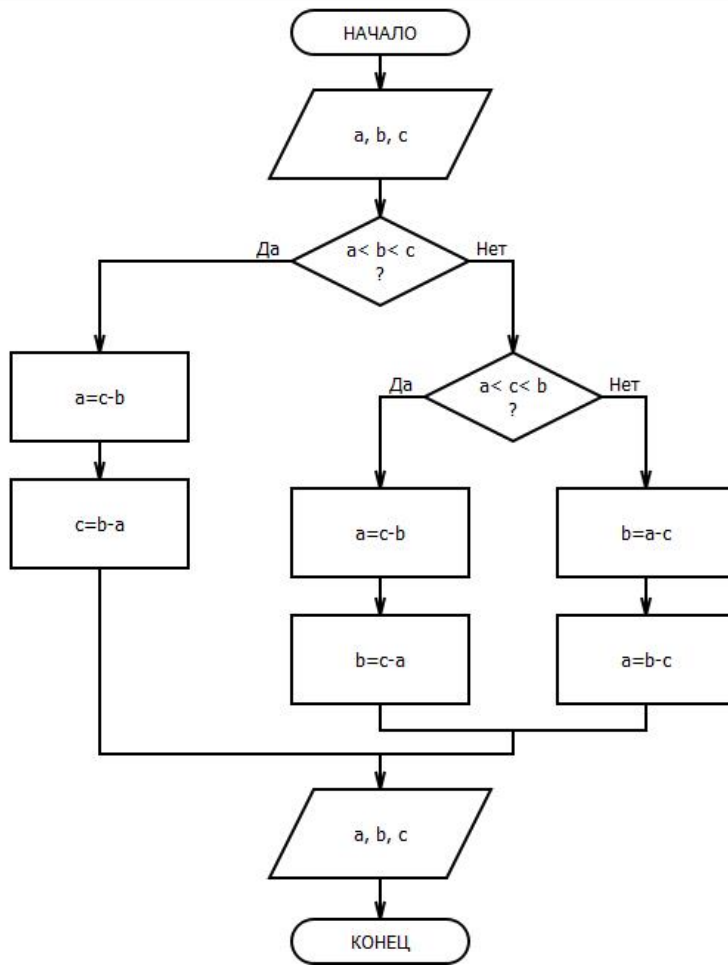 НАЧАЛО
a, b, c
a< b< c
?
Да
Нет
a=c-b
c=b-a
a< c< b
?
Да
Нет
a=c-b
b=c-a
b=a-c
a=b-c
a, b, c
КОНЕЦ